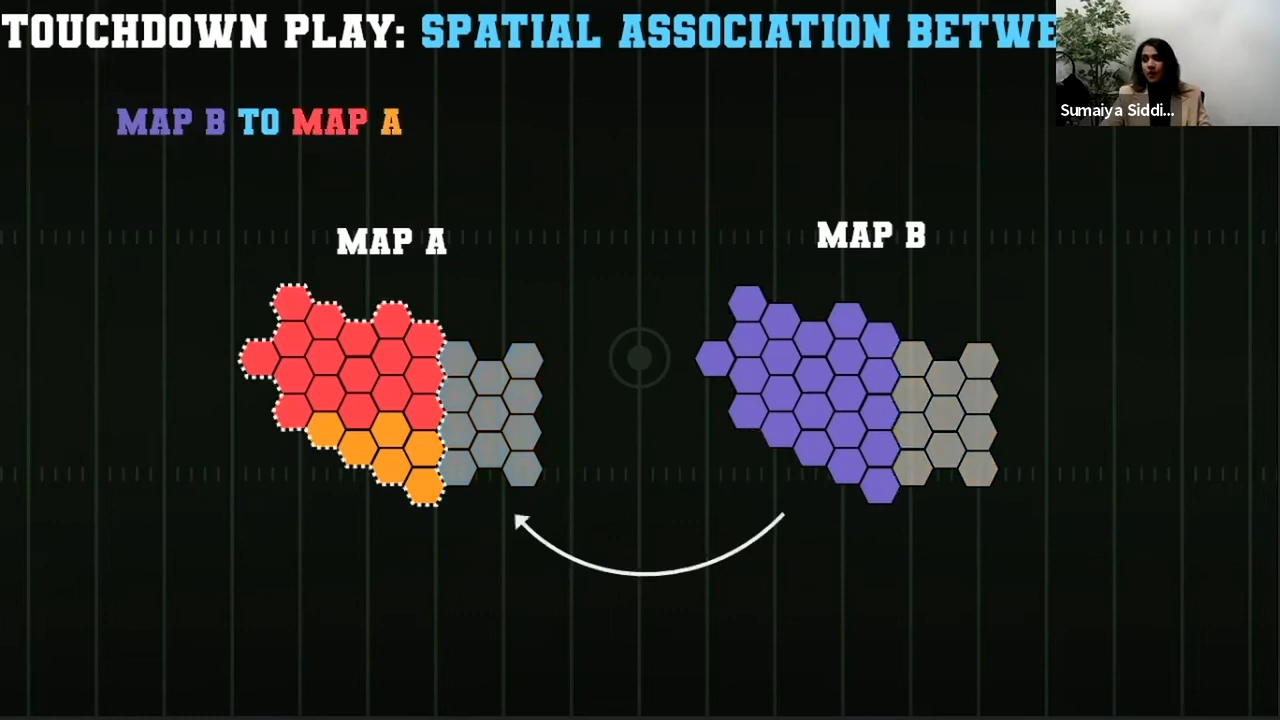 TOUCHDOWN PLAY: SPATIAL ASSOCIATION BETWE
Sumaiya Siddi...
MAP B TO MAP A
MAP A
MAP B